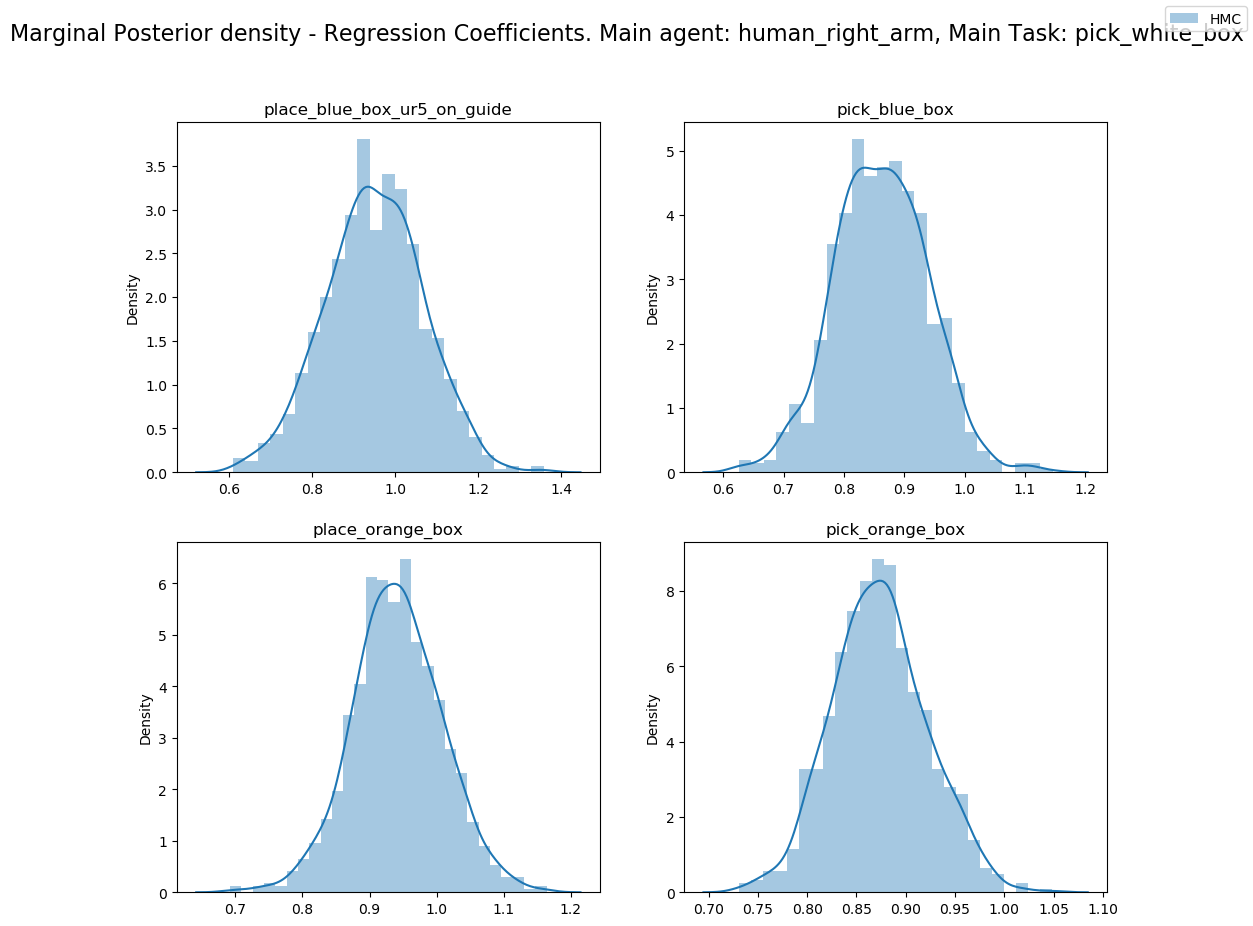 HMC
Marginal Posterior density - Regression Coefficients. Main agent: human_right_arm, Main Task: pick_white_box
place_blue_box_ur5_on_guide
Density
3.5
3.0
2.5
2.0
1.5
1.0
0.5
0.0
0.6 0.8 1.0 1.2 1.4
pick_blue_box
Density
5
4
3
2
1
0
0.6 0.7 0.8 0.9 1.0 1.1 1.2
place_orange_box
Density
6
5
4
3
2
1
0
0.7 0.8 0.9 1.0 1.1 1.2
pick_orange_box
Density
8
6
4
2
0
0.70 0.75 0.80 0.85 0.90 0.95 1.00 1.05 1.10